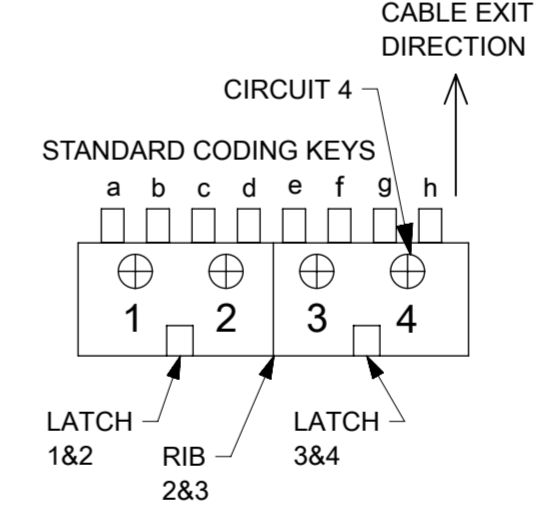 CABLE EXIT
DIRECTION
CIRCUIT 4
STANDARD CODING KEYS
a b c d e f g h
1 2 3 4
LATCH
1&2
RIB
2&3
LATCH
3&4